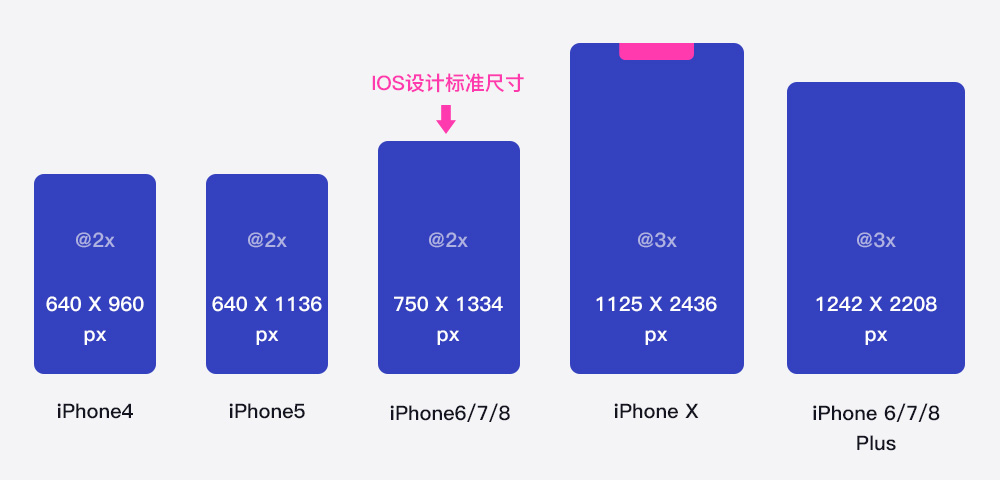 IOS设计标准尺寸
@2x
640 X 960
px
iPhone4
@2x
640 X 1136
px
iPhone5
@2x
750 X 1334
px
iPhone6/7/8
@3x
1125 X 2436
px
iPhone X
@3x
1242 X 2208
px
iPhone 6/7/8
Plus